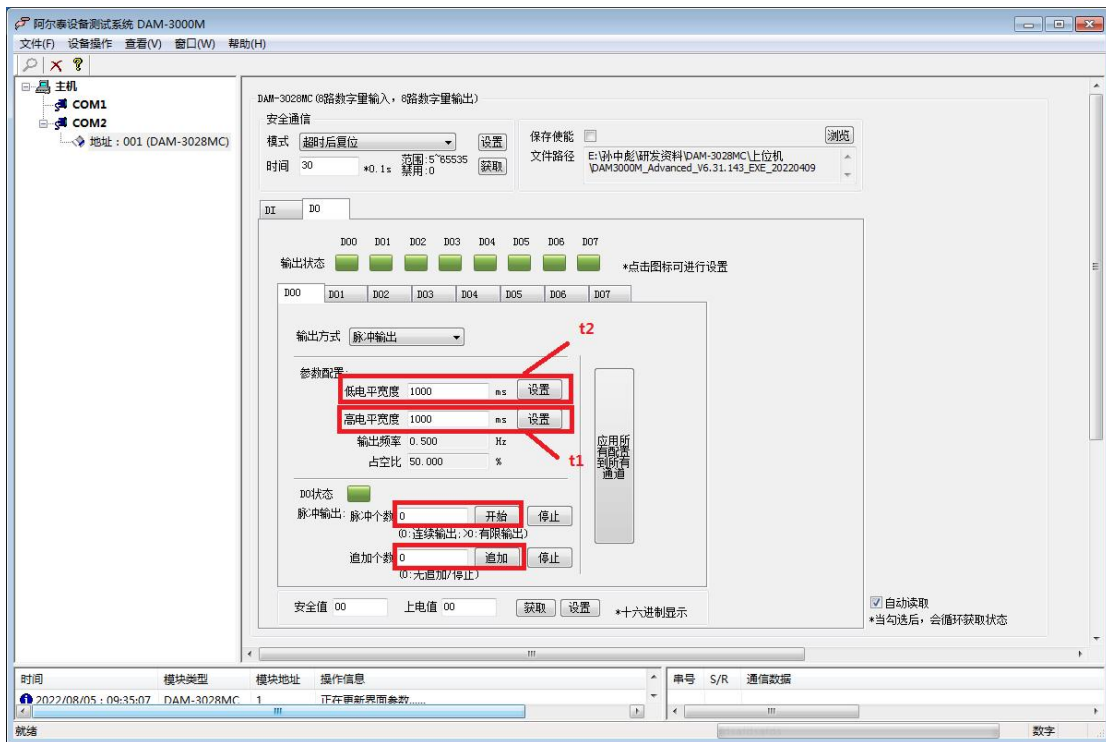 阿尔泰设备测试系统 DAM-3000M
文件(F) 设备操作 查看(V) 窗口(W) 帮助(H)
主机
COM1
COM2
地址：001 (DAM-3028MC)
DAM-3028MC(8路数字量输入，8路数字量输出)
安全通信
模式 超时后复位 设置
时间 30 *0.1s 范围:5~65535 禁用:0 获取
保存使能 浏览
文件路径 E:\孙中彪\研发资料\DAM-3028MC\上位机
\DAM3000M_Advanced_V6.31.143_EXE_20220409
DI DO
DO0 DO1 DO2 DO3 DO4 DO5 DO6 DO7
输出状态 *点击图标可进行设置
DO0 DO1 DO2 DO3 DO4 DO5 DO6 DO7
输出方式 脉冲输出
t2
参数配置:
低电平宽度 1000 ms 设置
高电平宽度 1000 ms 设置
输出频率 0.500 Hz
占空比 50.000 %
t1
应用所
有配置
到所有
通道
DO状态
脉冲输出: 脉冲个数 0 开始 停止
(0:连续输出;>0:有限输出)
追加个数 0 追加 停止
(0:无追加/停止)
安全值 00 上电值 00 获取 设置 *十六进制显示
自动读取
*当勾选后，会循环获取状态
时间 模块类型 模块地址 操作信息
2022/08/05 : 09:35:07 DAM-3028MC 1 正在更新界面参数......
串号 S/R 通信数据
就绪 数字